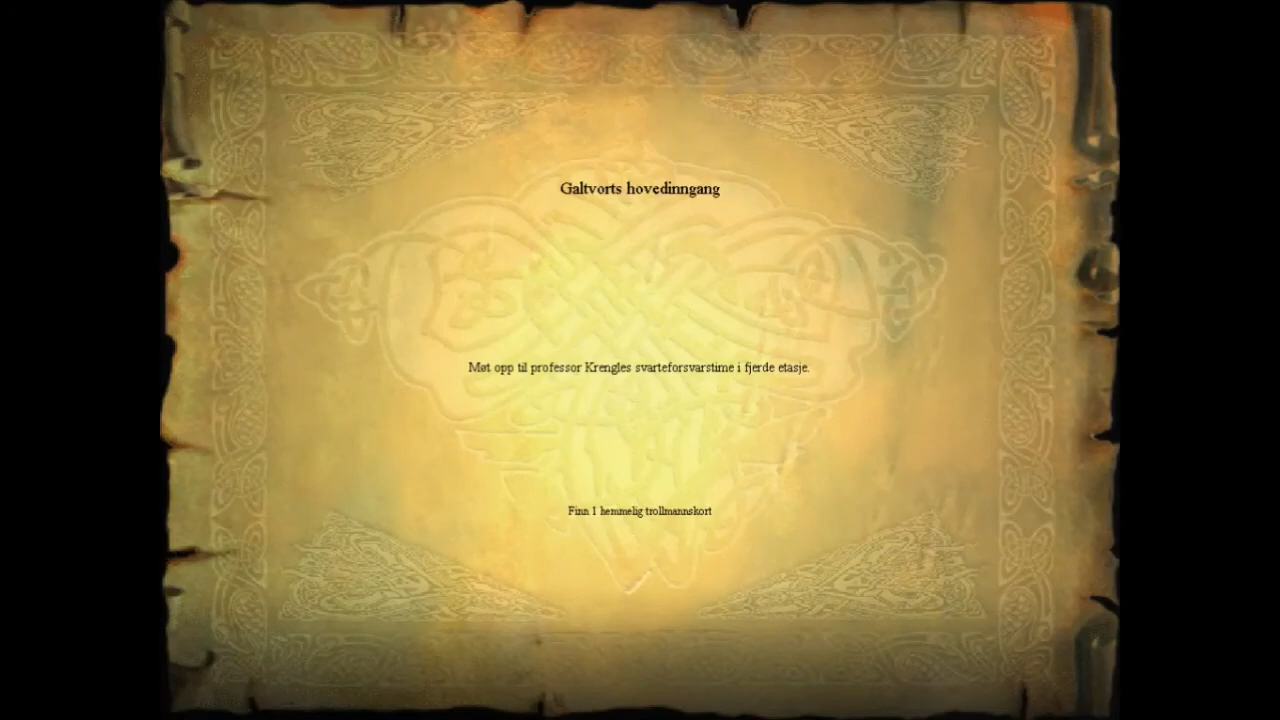 Galtvorts hovedinngang
Møt opp til professor Krengles svarteforsvarstime i fjerde etasje.
Finn 1 hemmelig trollmannskort